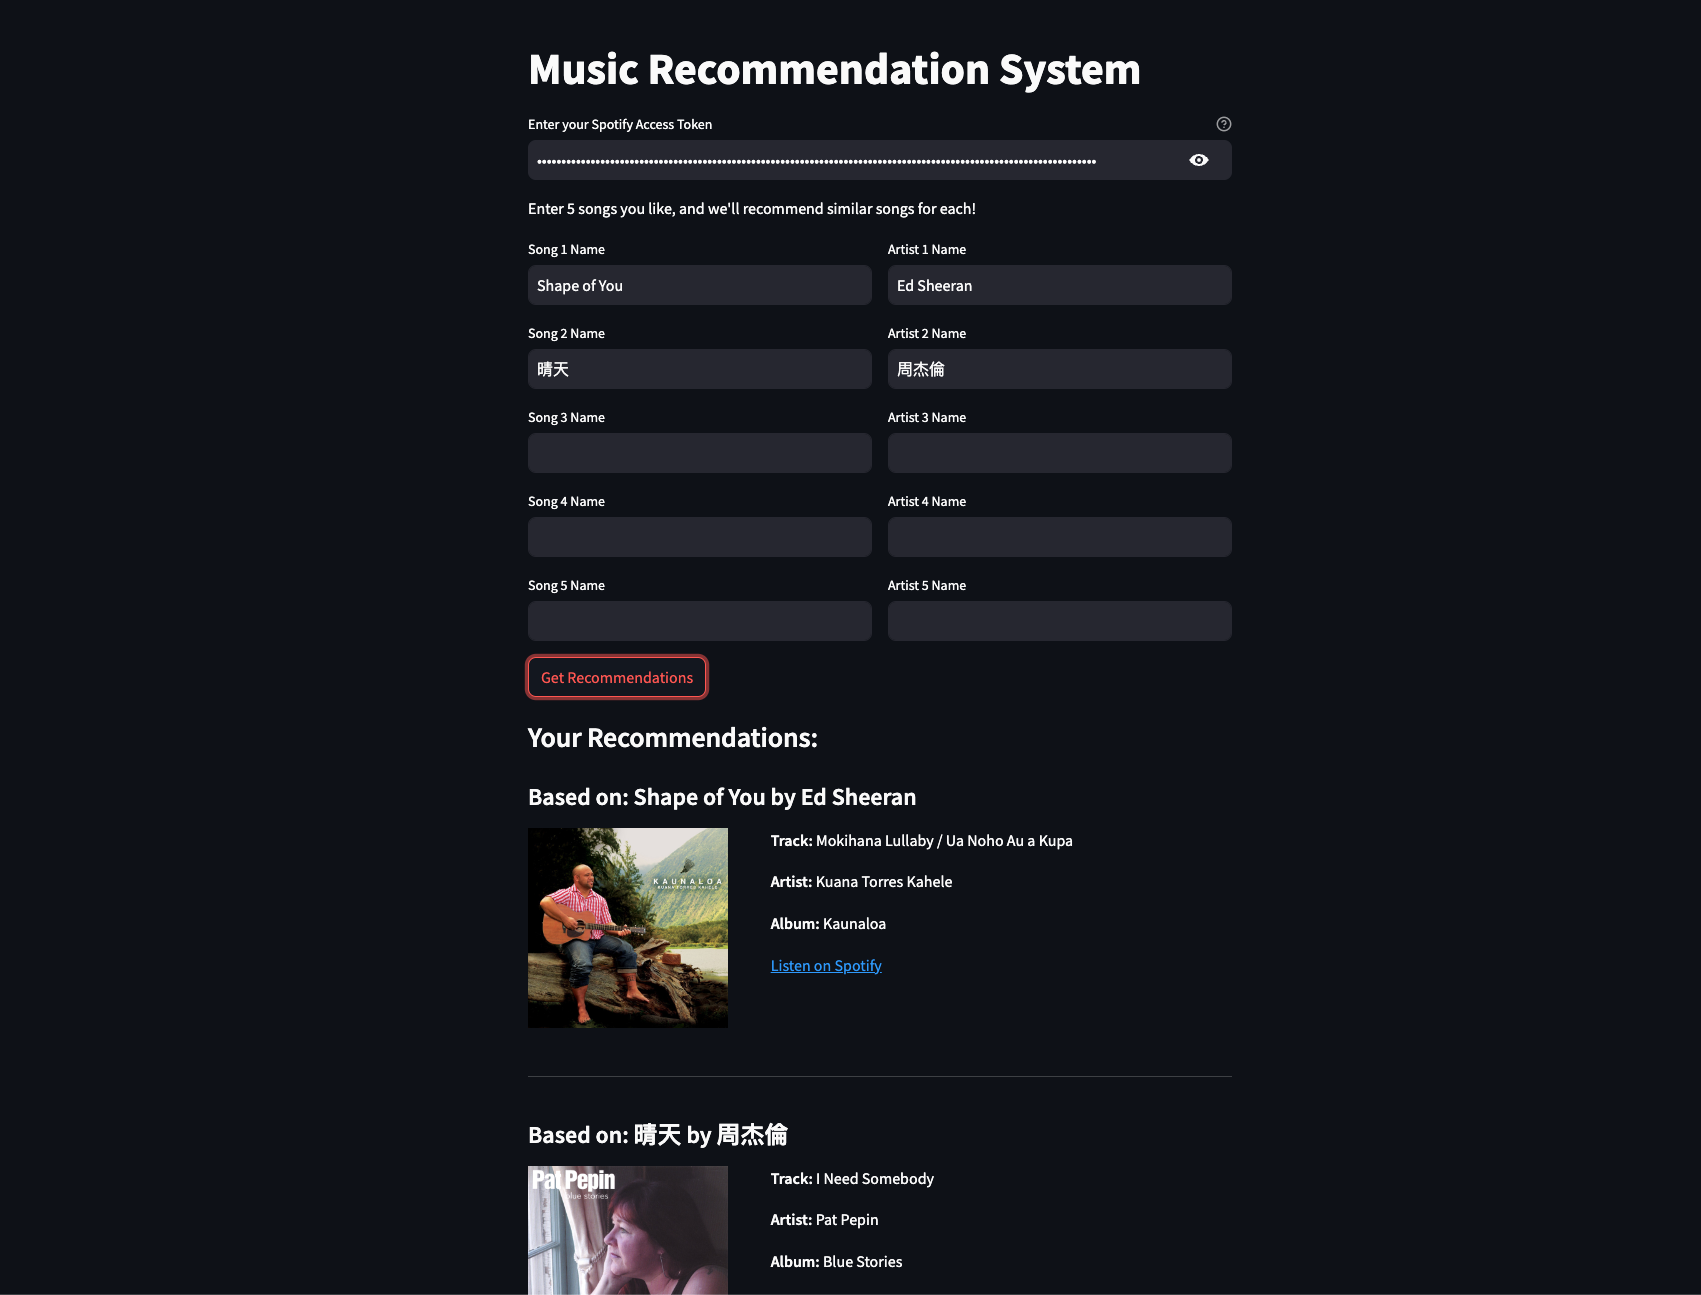 Music Recommendation System
Enter your Spotify Access Token
Enter 5 songs you like, and we'll recommend similar songs for each!
Song 1 Name
Artist 1 Name
Shape of You
Ed Sheeran
Song 2 Name
Artist 2 Name
晴天
周杰倫
Song 3 Name
Artist 3 Name
Song 4 Name
Artist 4 Name
Song 5 Name
Artist 5 Name
Get Recommendations
Your Recommendations:
Based on: Shape of You by Ed Sheeran
KAUNALOA
KUANA TORRES KAHELE
Track: Mokihana Lullaby / Ua Noho Au a Kupa
Artist: Kuana Torres Kahele
Album: Kaunaloa
Listen on Spotify
Based on: 晴天 by 周杰倫
Pat Pepin
blue stories
Track: I Need Somebody
Artist: Pat Pepin
Album: Blue Stories